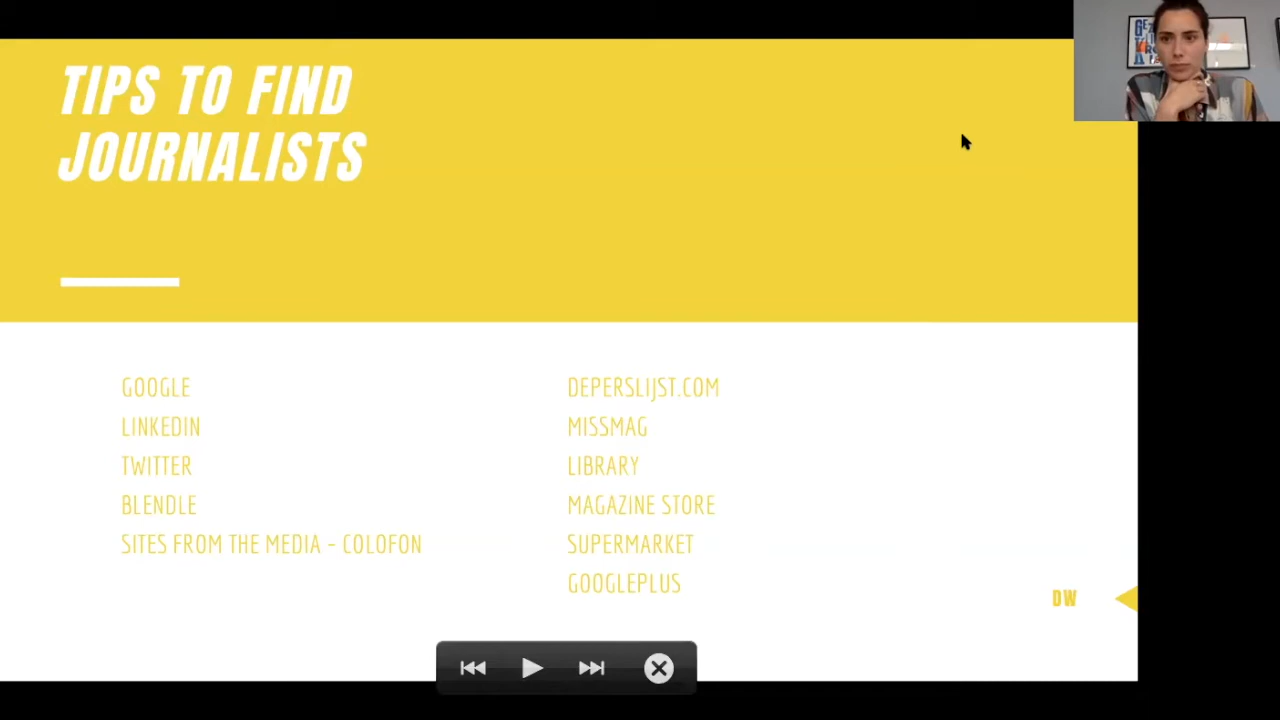 TIPS TO FIND
JOURNALISTS
GOOGLE
LINKEDIN
TWITTER
BLENDLE
SITES FROM THE MEDIA - COLOFON
DEPERSLIJST.COM
MISSMAG
LIBRARY
MAGAZINE STORE
SUPERMARKET
GOOGLEPLUS
DW